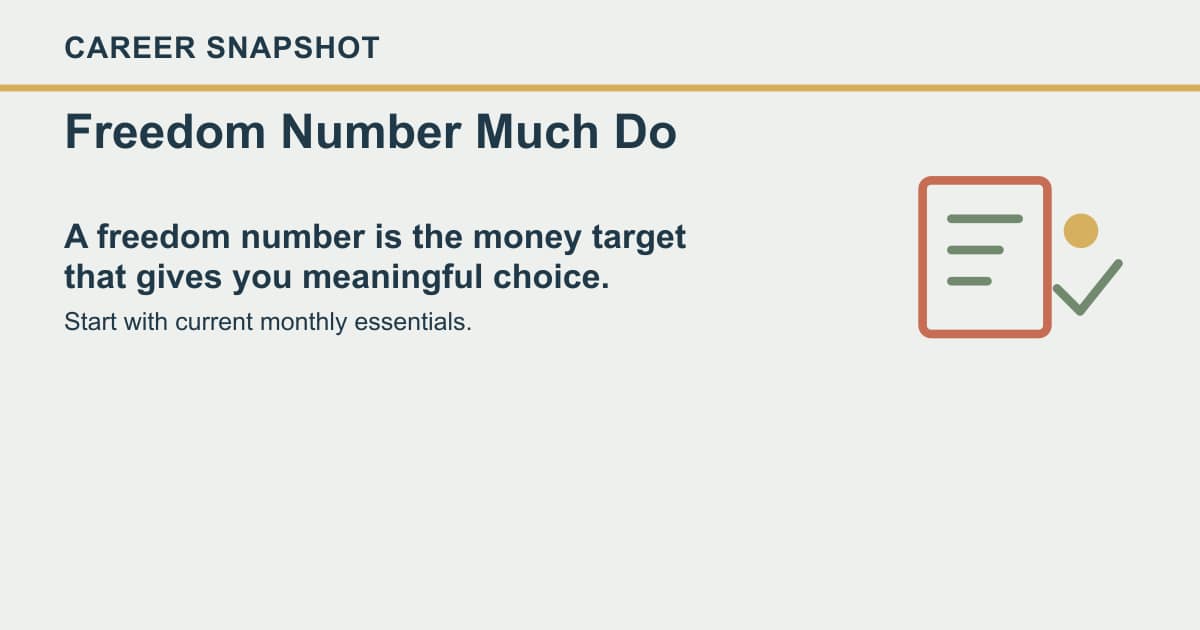 CAREER SNAPSHOT
Freedom Number Much Do
A freedom number is the money target
that gives you meaningful choice.
Start with current monthly essentials.